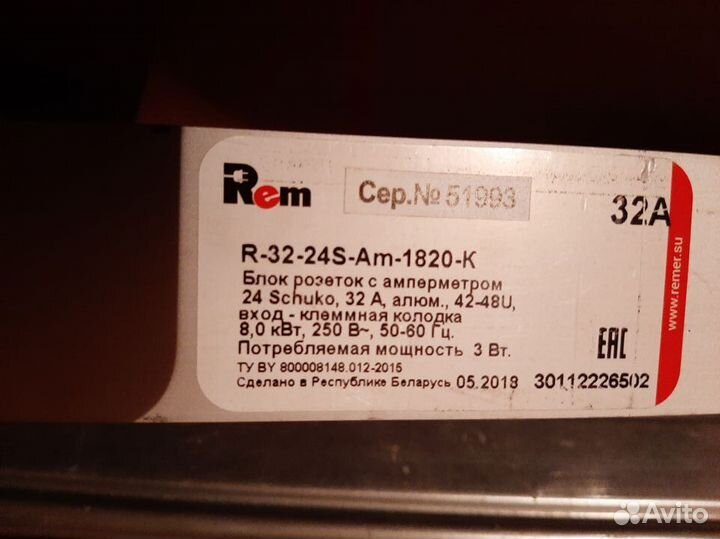 Rem
Сер.№ 51993
32A
R-32-24S-Am-1820-K
Блок розеток с амперметром
24 Schuko, 32 А, алюм., 42-48U,
вход - клеммная колодка
8,0 кВт, 250 В~, 50-60 Гц.
Потребляемая мощность 3 Вт.
ТУ BY 800008148.012-2015
Сделано в Республике Беларусь 05.2018 30112226502
EAC
www.remer.su
Avito